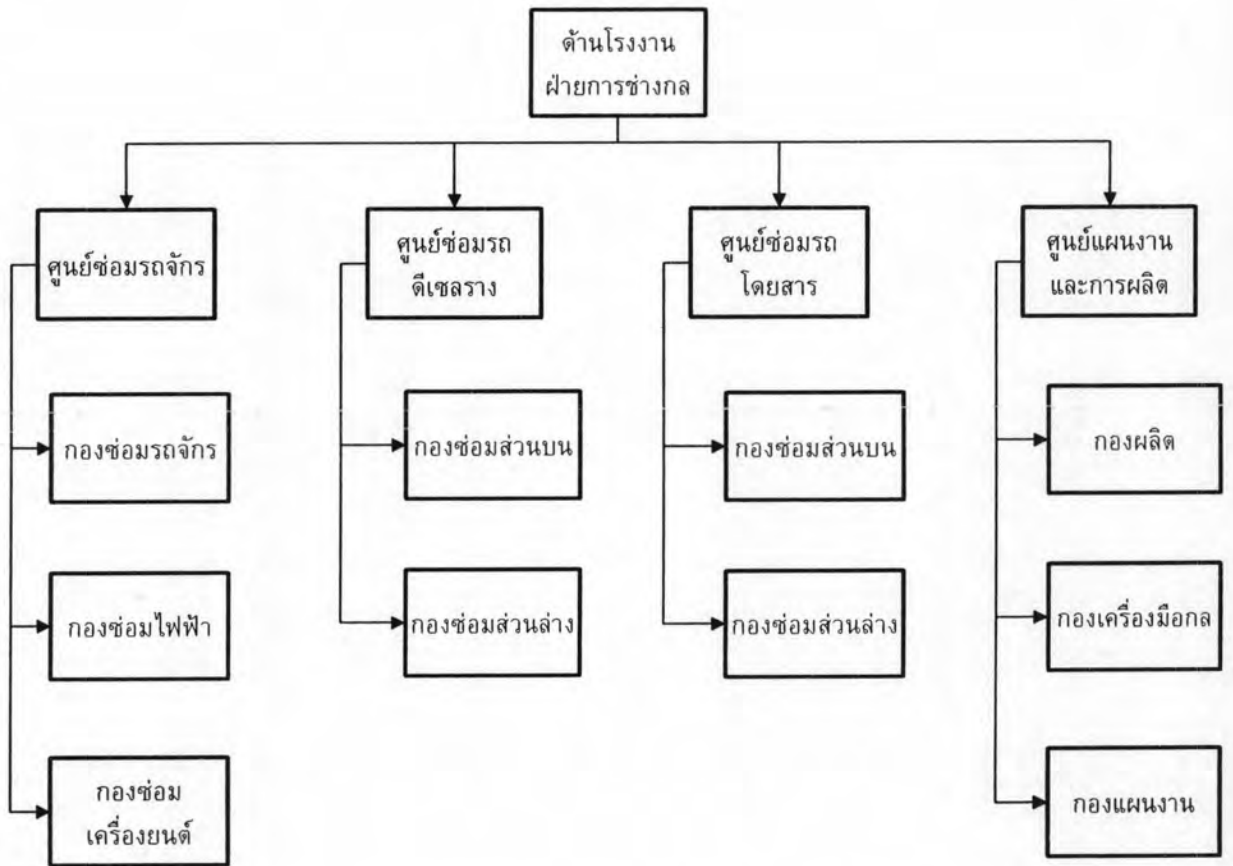 ด้านโรงงาน
ฝ่ายการช่างกล
ศูนย์ซ่อมรถจักร
ศูนย์ซ่อมรถ
ดีเซลราง
ศูนย์ซ่อมรถ
โดยสาร
ศูนย์แผนงาน
และการผลิต
กองซ่อมรถจักร
กองซ่อมส่วนบน
กองซ่อมส่วนบน
กองผลิต
กองซ่อมไฟฟ้า
กองซ่อมส่วนล่าง
กองซ่อมส่วนล่าง
กองเครื่องมือกล
กองซ่อม
เครื่องยนต์
กองแผนงาน